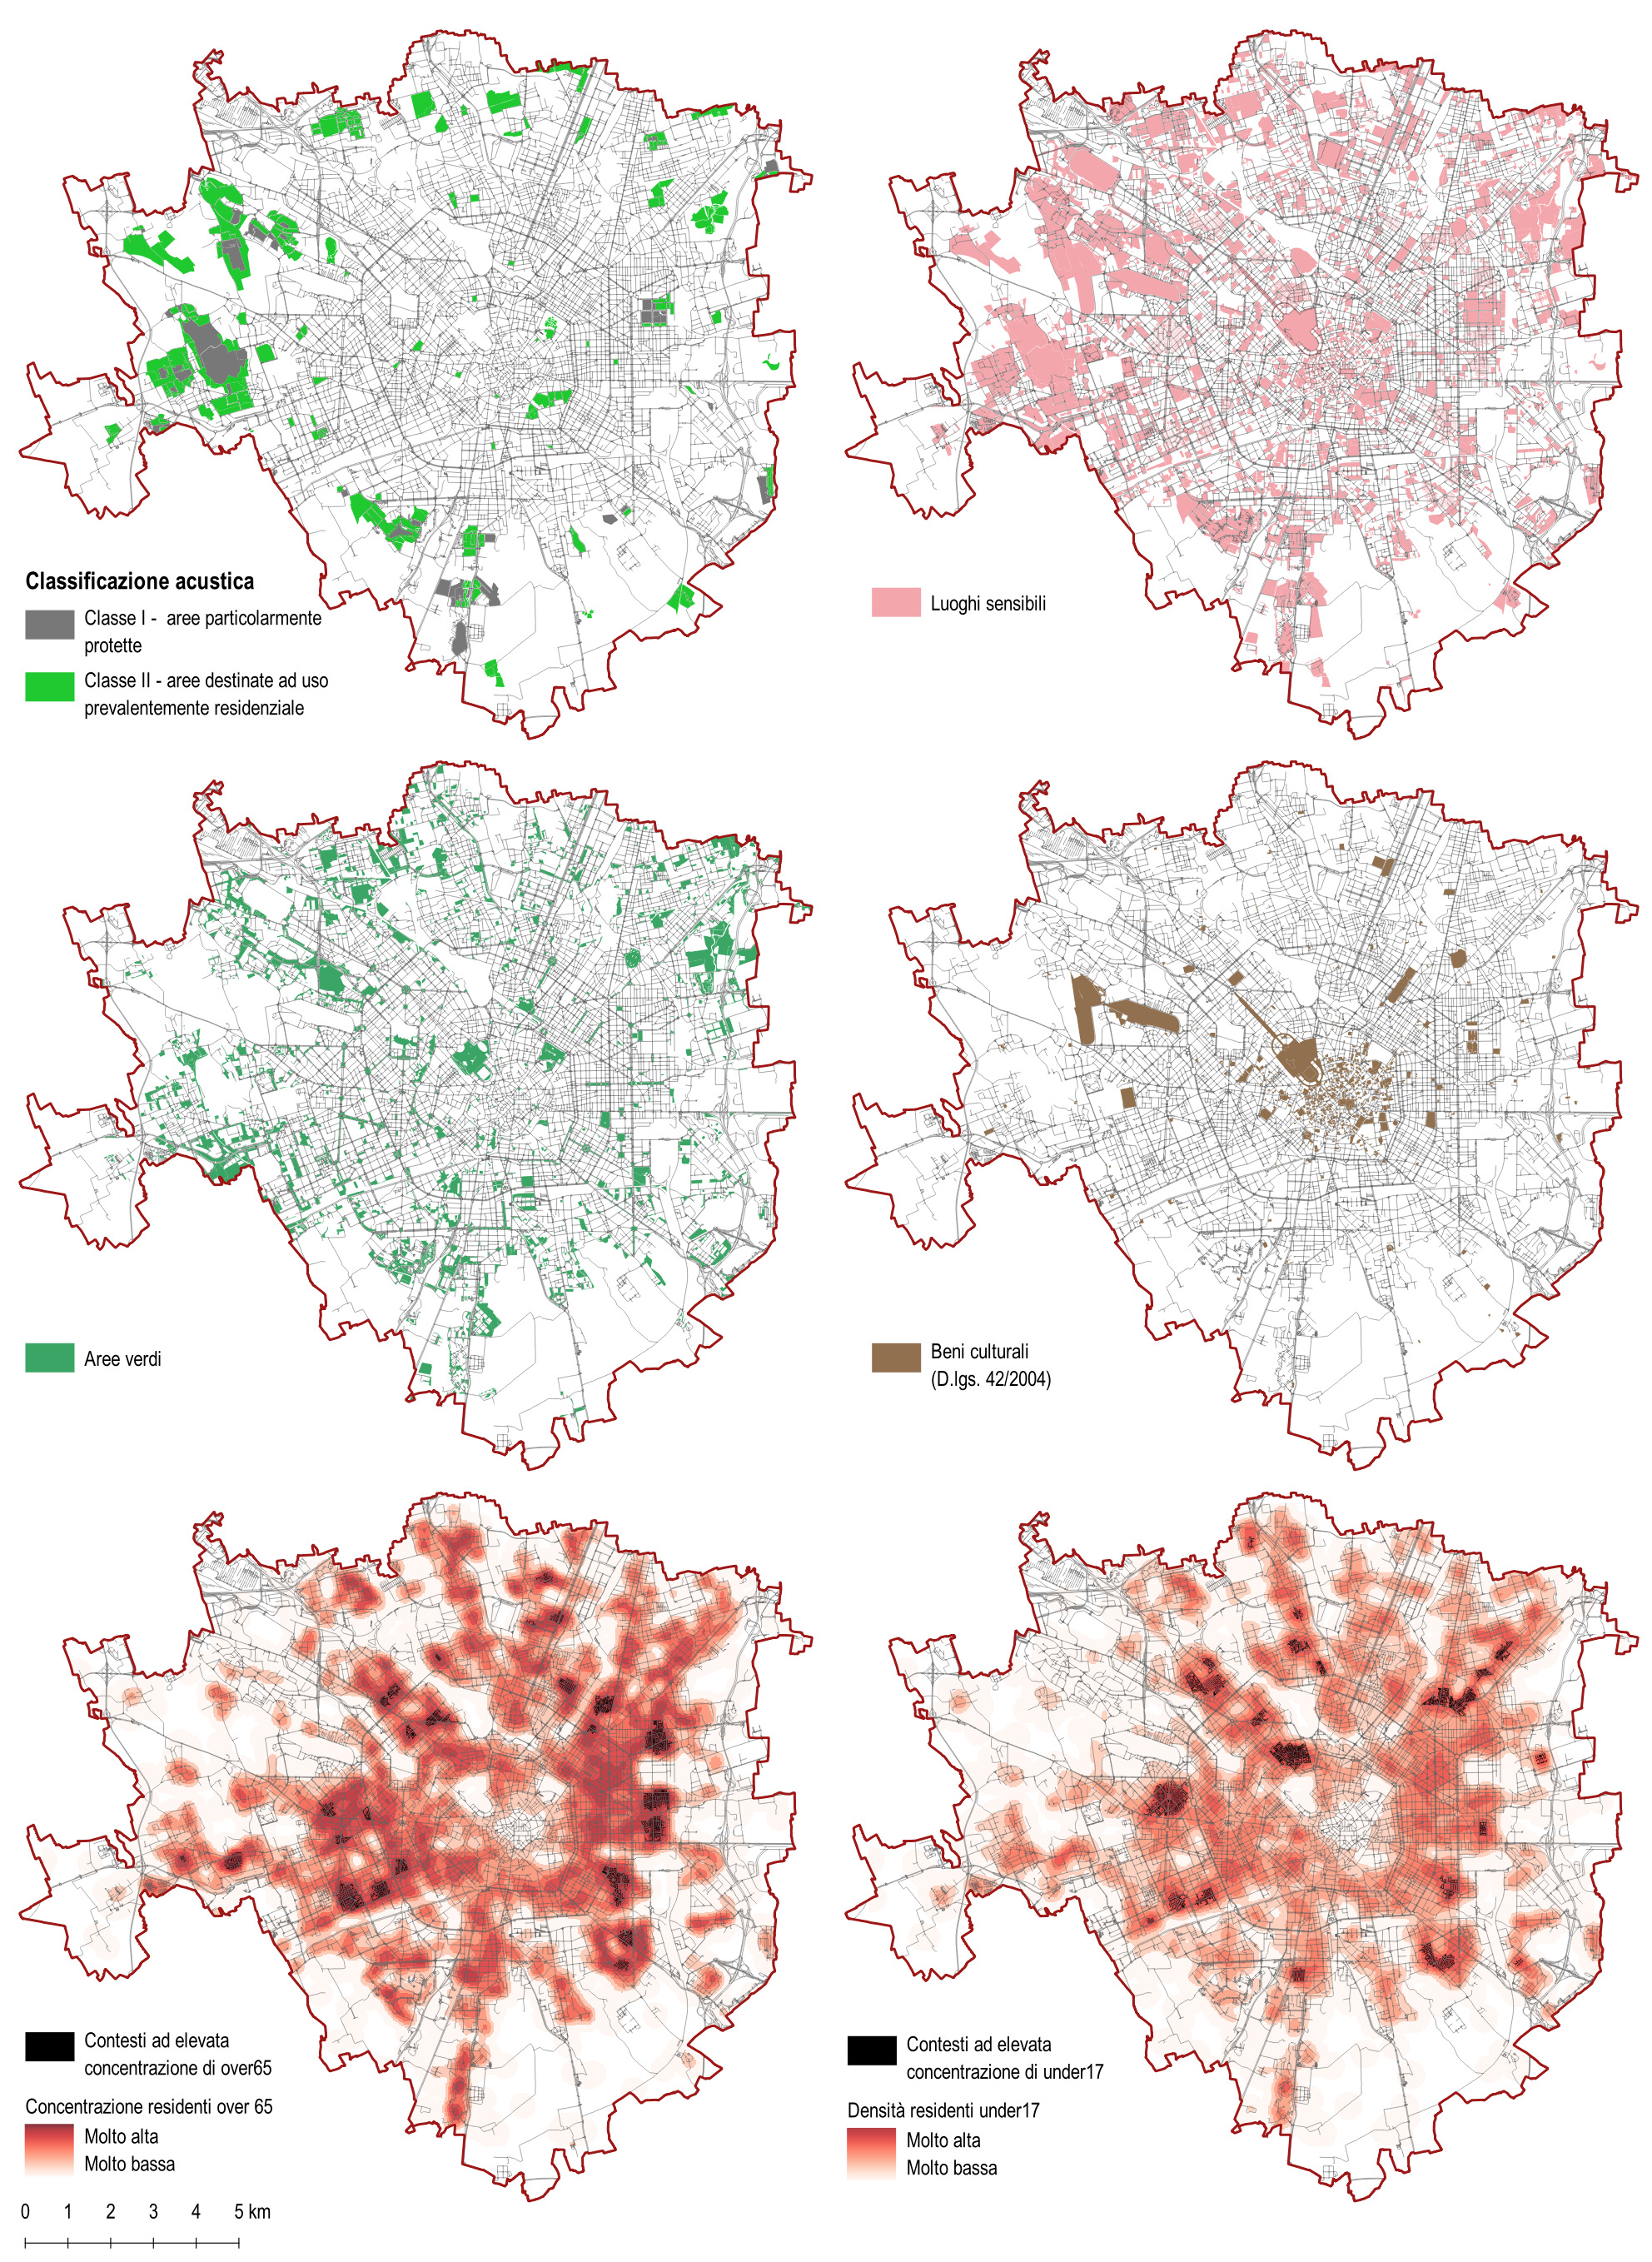 Classificazione acustica
Classe I - aree particolarmente
protette
Classe II - aree destinate ad uso
prevalentemente residenziale
Luoghi sensibili
Aree verdi
Beni culturali
(D.lgs. 42/2004)
Contesti ad elevata
concentrazione di over65
Concentrazione residenti over 65
Molto alta
Molto bassa
0 1 2 3 4 5 km
Contesti ad elevata
concentrazione di under17
Densità residenti under17
Molto alta
Molto bassa